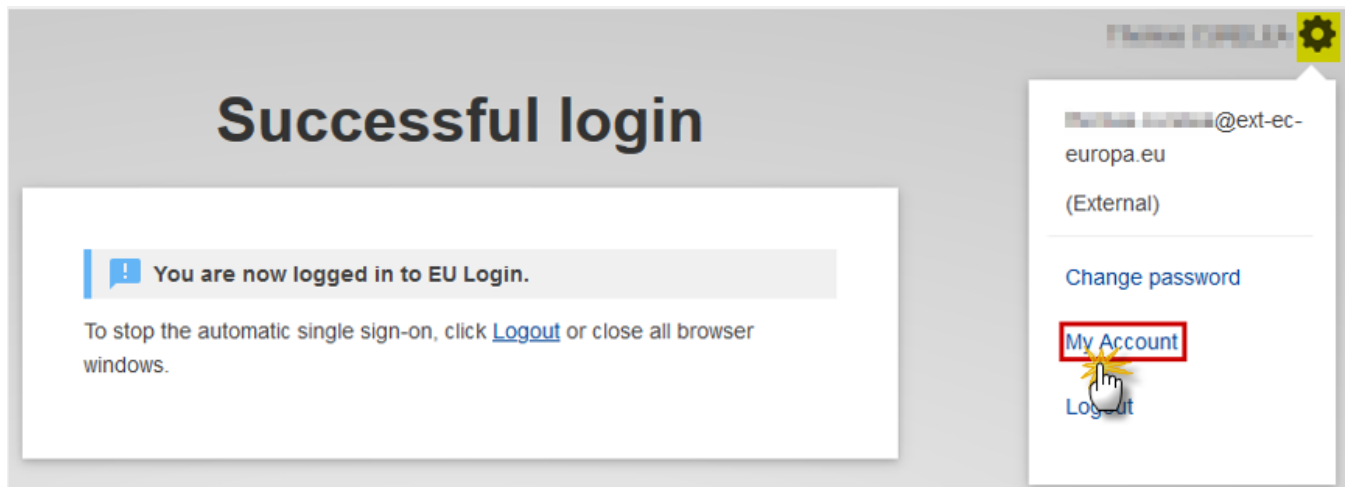 Successful login
You are now logged in to EU Login.
To stop the automatic single sign-on, click Logout or close all browser
windows.
@ext-ec-
europa.eu
(External)
Change password
My Account
Logout